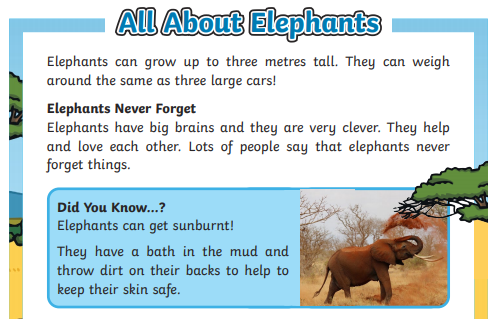 All About Elephants
Elephants can grow up to three metres tall. They can weigh
around the same as three large cars!
Elephants Never Forget
Elephants have big brains and they are very clever. They help
and love each other. Lots of people say that elephants never
forget things.
Did You Know...?
Elephants can get sunburnt!
They have a bath in the mud and
throw dirt on their backs to help to
keep their skin safe.